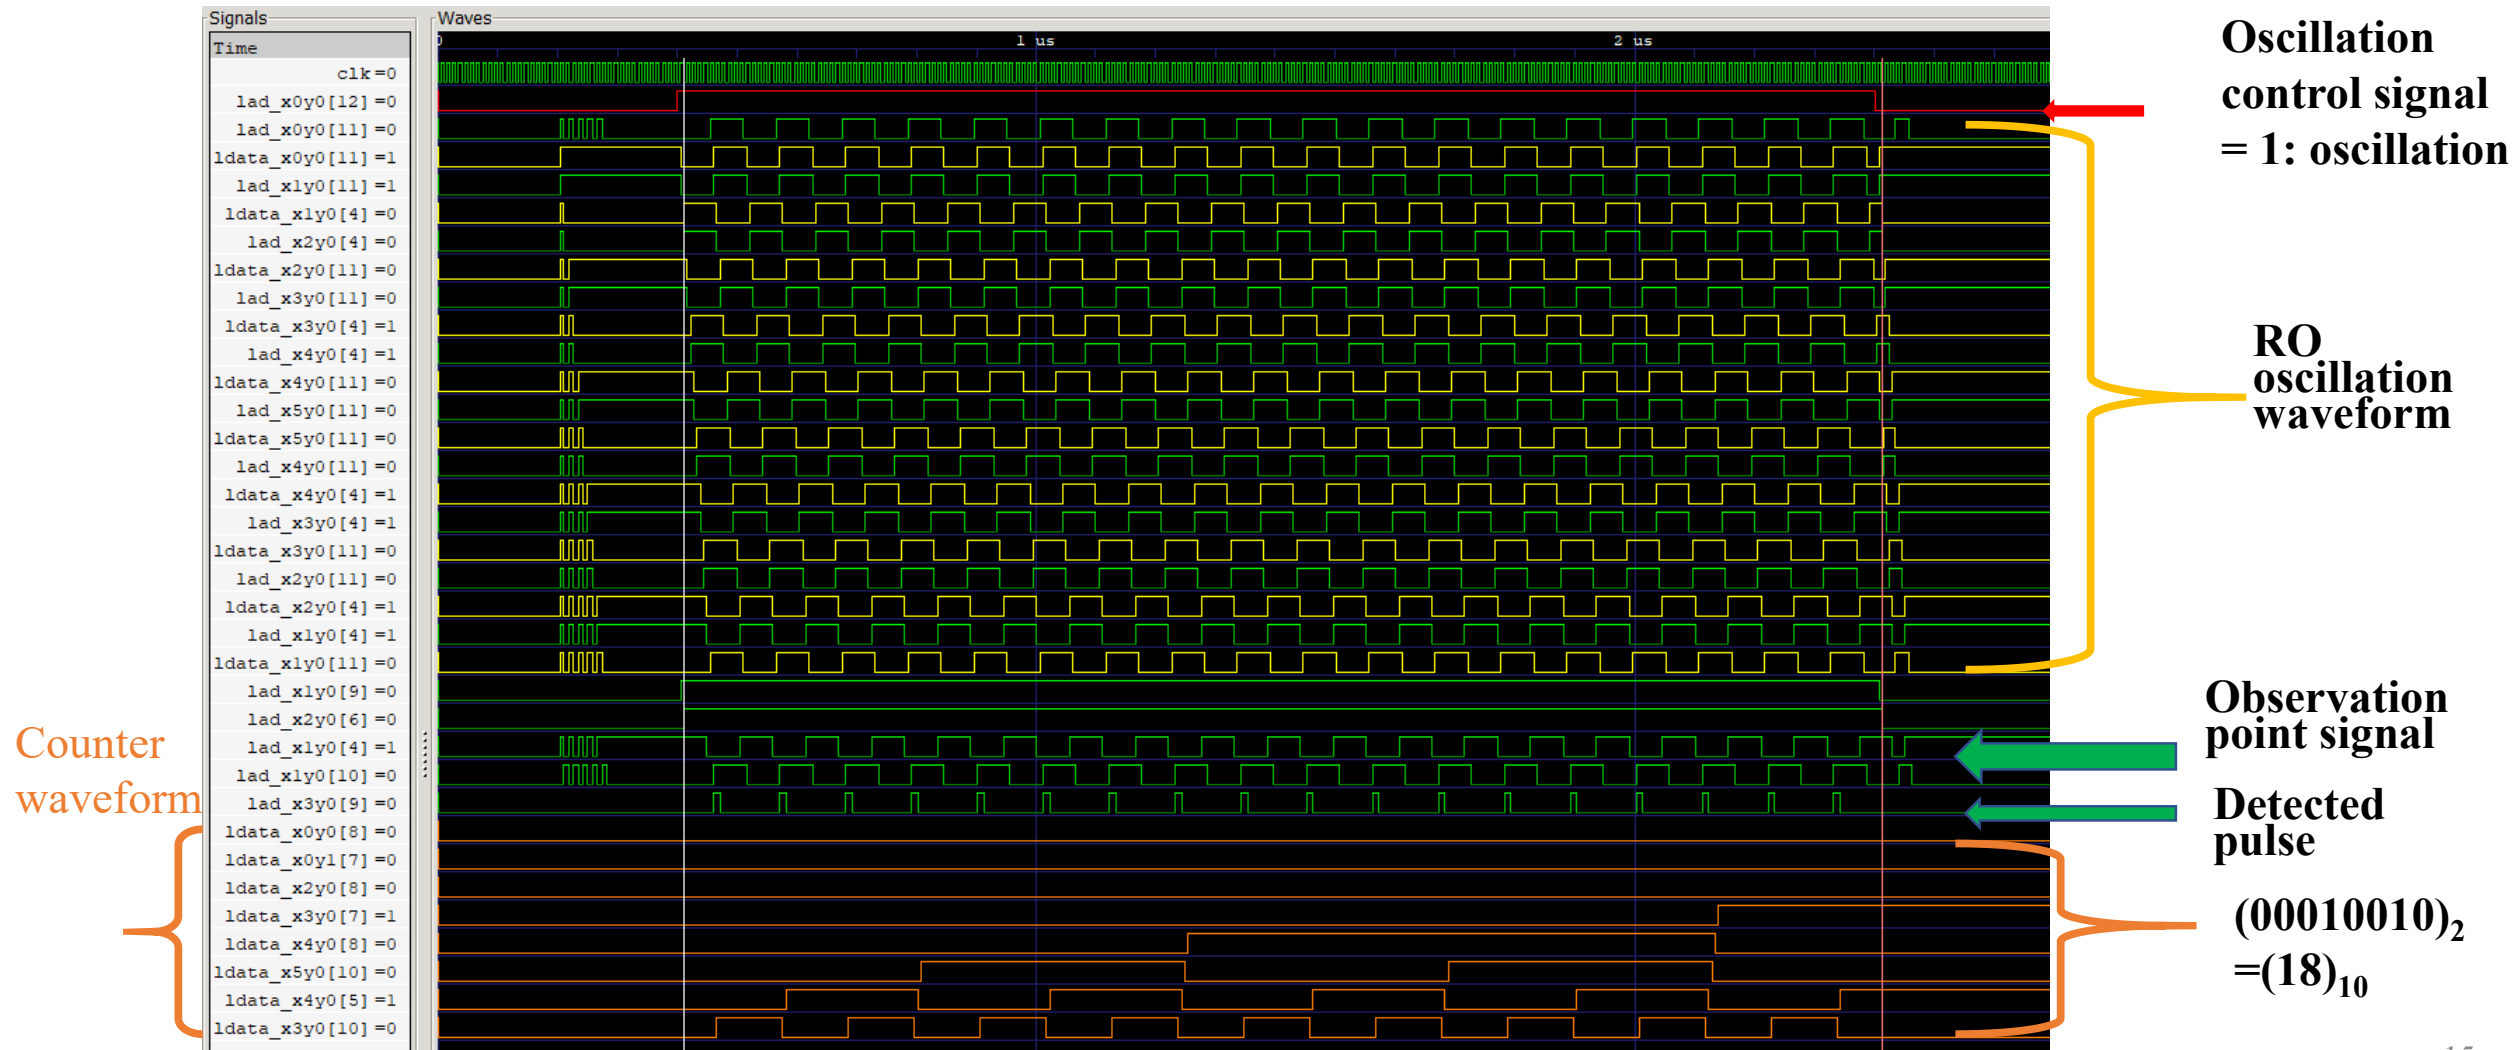 Signals
Waves
Time
0
1 us
2 us
clk=0
lad_x0y0[12]=0
lad_x0y0[11]=0
ldata_x0y0[11]=1
lad_x1y0[11]=1
ldata_x1y0[4]=0
lad_x2y0[4]=0
ldata_x2y0[11]=0
lad_x3y0[11]=0
ldata_x3y0[4]=1
lad_x4y0[4]=1
ldata_x4y0[11]=0
lad_x5y0[11]=0
ldata_x5y0[11]=0
lad_x4y0[11]=0
ldata_x4y0[4]=1
lad_x3y0[4]=1
ldata_x3y0[11]=0
lad_x2y0[11]=0
ldata_x2y0[4]=1
lad_x1y0[4]=1
ldata_x1y0[11]=0
lad_x1y0[9]=0
lad_x2y0[6]=0
lad_x1y0[4]=1
lad_x1y0[10]=0
lad_x3y0[9]=0
ldata_x0y0[8]=0
ldata_x0y1[7]=0
ldata_x2y0[8]=0
ldata_x3y0[7]=1
ldata_x4y0[8]=0
ldata_x5y0[10]=0
ldata_x4y0[5]=1
ldata_x3y0[10]=0
Counter
waveform
Oscillation
control signal
= 1: oscillation
RO
oscillation
waveform
Observation
point signal
Detected
pulse
(00010010)₂
=(18)₁₀